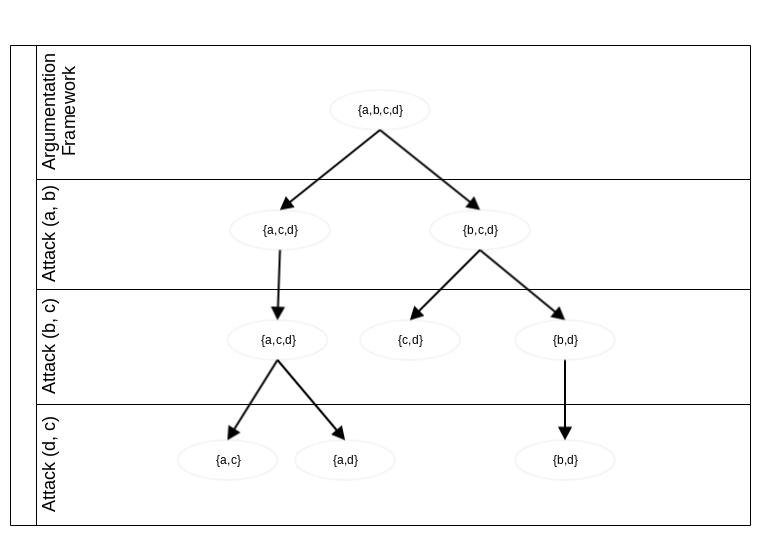 Argumentation
Framework
{a,b,c,d}
Attack (a, b)
{a,c,d}
{b,c,d}
Attack (b, c)
{a,c,d}
{c,d}
{b,d}
Attack (d, c)
{a,c}
{a,d}
{b,d}